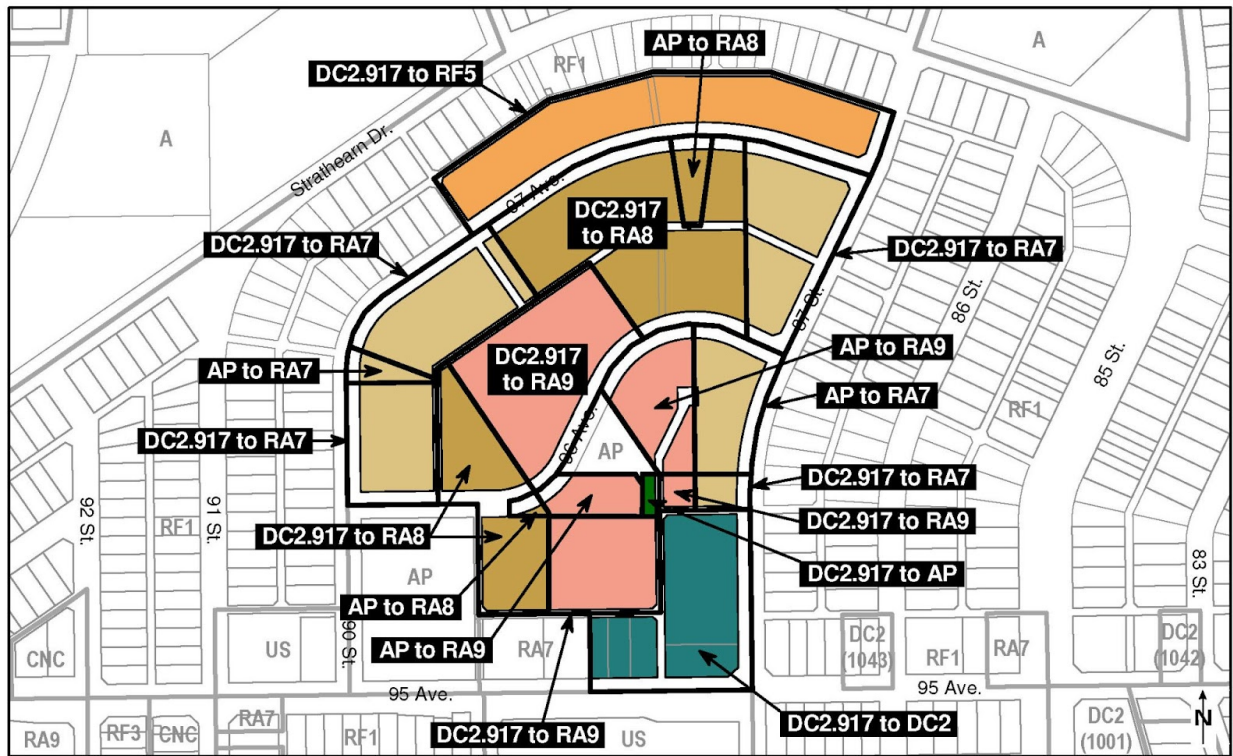 AP to RA8
A
RF1
DC2.917 to RF5
A
Strathearn Dr.
97 Ave.
DC2.917
to RA8
DC2.917 to RA7
DC2.917 to RA7
87 St.
86 St.
85 St.
DC2.917
to RA9
AP to RA9
AP to RA7
AP to RA7
RF1
DC2.917 to RA7
96 Ave.
AP
DC2.917 to RA7
92 St.
91 St.
RF1
DC2.917 to RA9
DC2.917 to RA8
DC2.917 to AP
83 St.
AP
AP to RA8
90 St.
CNC
US
AP to RA9
RA7
DC2
(1043)
RF1
RA7
DC2
(1042)
95 Ave.
95 Ave.
RA9
RF3
CNC
RA7
RF1
DC2.917 to RA9
US
DC2.917 to DC2
DC2
(1001)
N